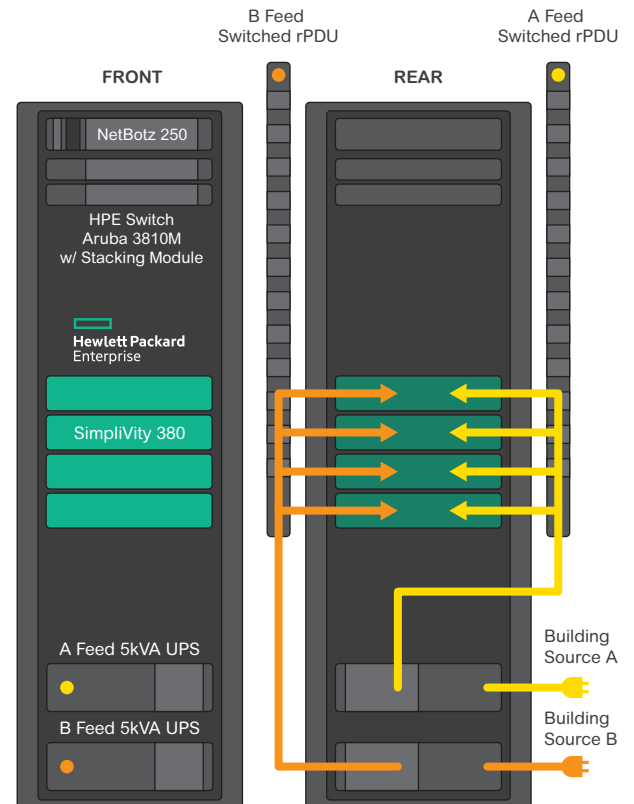 B Feed
Switched rPDU
A Feed
Switched rPDU
FRONT
REAR
NetBotz 250
HPE Switch
Aruba 3810M
w/ Stacking Module
Hewlett Packard
Enterprise
SimpliVity 380
A Feed 5kVA UPS
Building
Source A
B Feed 5kVA UPS
Building
Source B